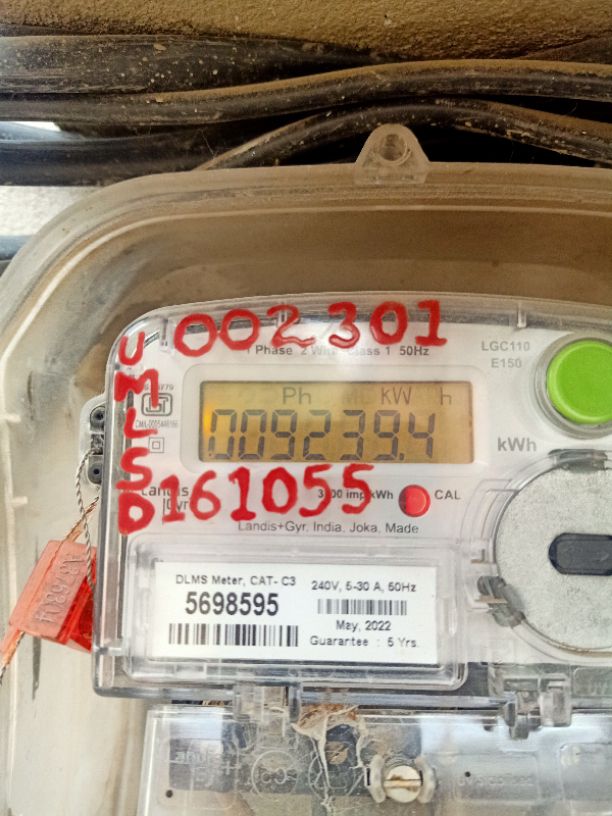 002301
1 Phase 2 Wire Class 1 50Hz
LGC110
E150
UMLSD
Ph kW h
009239.4
kWh
161055
imp/kWh
CAL
Landis
Gyr
Landis+Gyr, India, Joka, Made
DLMS Meter, CAT- C3
5698595
240V, 5-30 A, 50Hz
May, 2022
Guarantee : 5 Yrs.